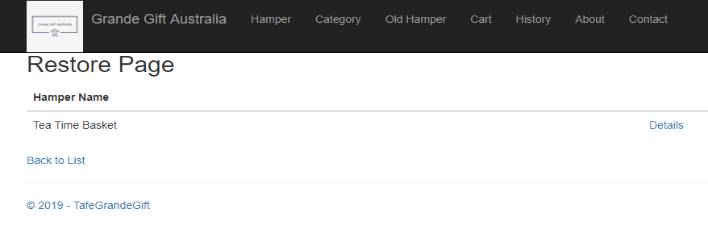 Grande Gift Australia Hamper Category Old Hamper Cart History About Contact
Restore Page
Hamper Name
Tea Time Basket Details
Back to List
© 2019 - TafeGrandeGift